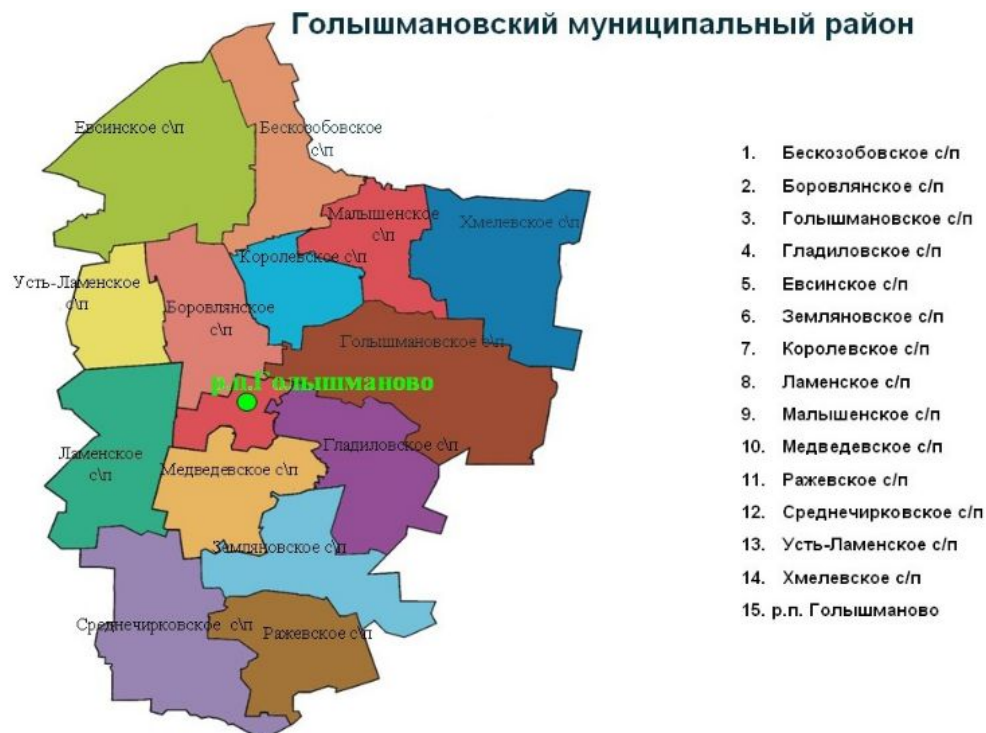 Голышмановский муниципальный район
Евсинское с\п
Бескозобовское
с\п
Малышенское
с\п
Хмелевское с\п
Королевское с\п
Усть-Ламенское
с\п
Боровлянское
с\п
Голышмановское с\п
р.п.Голышманово
Ламенское
с\п
Медведевское с\п
Гладиловское с\п
Земляновское с\п
Среднечирковское с\п
Ражевское с\п
1. Бескозобовское с/п
2. Боровлянское с/п
3. Голышмановское с/п
4. Гладиловское с/п
5. Евсинское с/п
6. Земляновское с/п
7. Королевское с/п
8. Ламенское с/п
9. Малышенское с/п
10. Медведевское с/п
11. Ражевское с/п
12. Среднечирковское с/п
13. Усть-Ламенское с/п
14. Хмелевское с/п
15. р.п. Голышманово